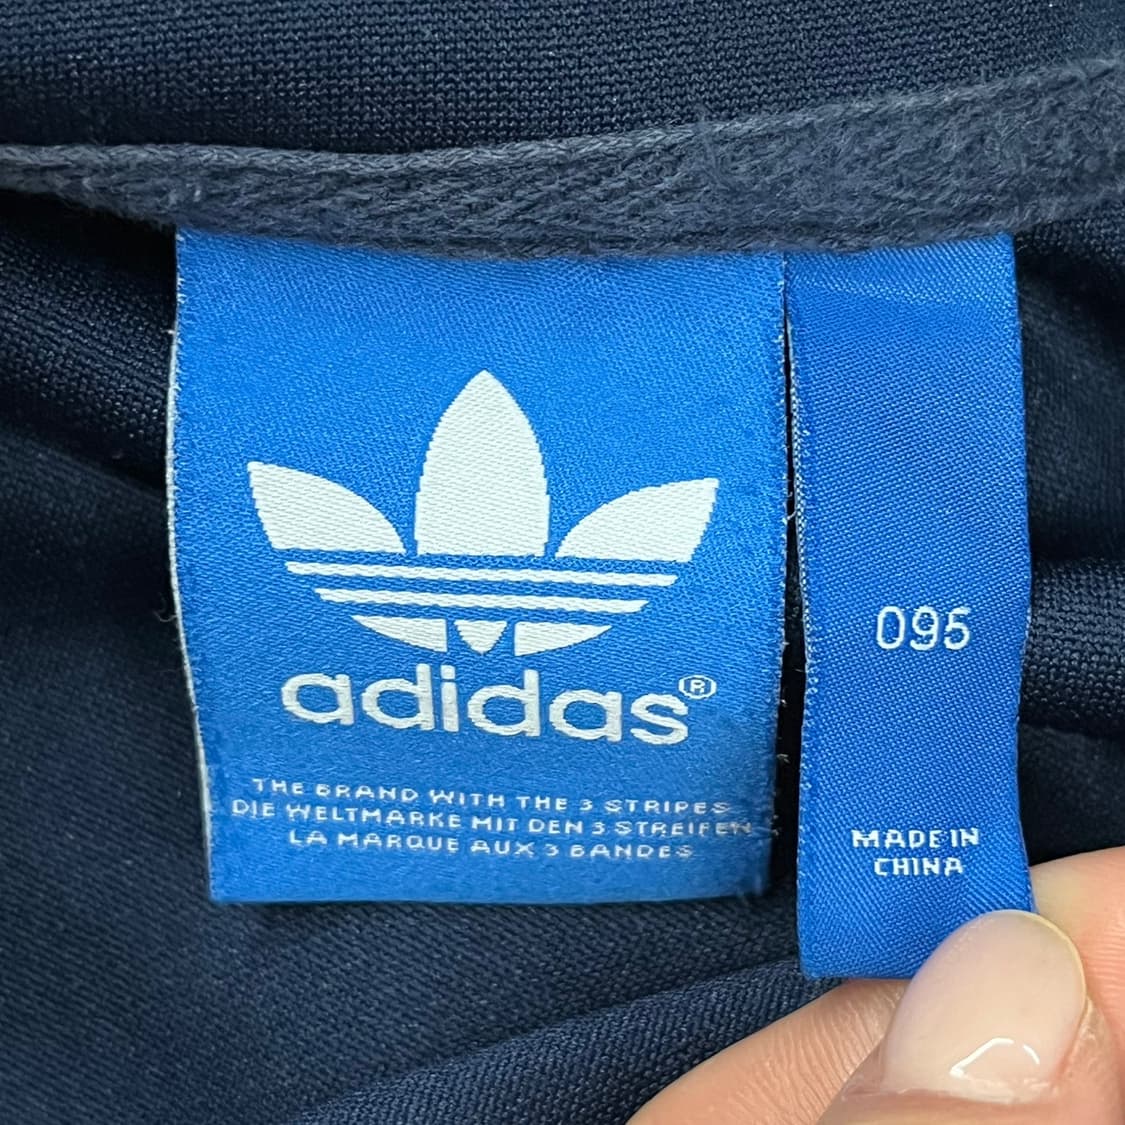 adidas®
THE BRAND WITH THE 3 STRIPES
DIE WELTMARKE MIT DEN 3 STREIFEN
LA MARQUE AUX 3 BANDES
095
MADE IN
CHINA